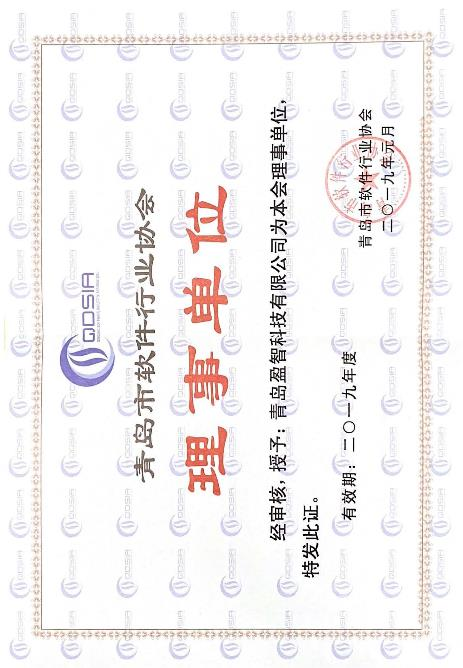 QDSIA
青岛市软件行业协会
理事单位
经审核，授予：青岛盈智科技有限公司为本会理事单位，
特发此证。
有效期：二〇一九年度
青岛市软件行业协会
二〇一九年元月